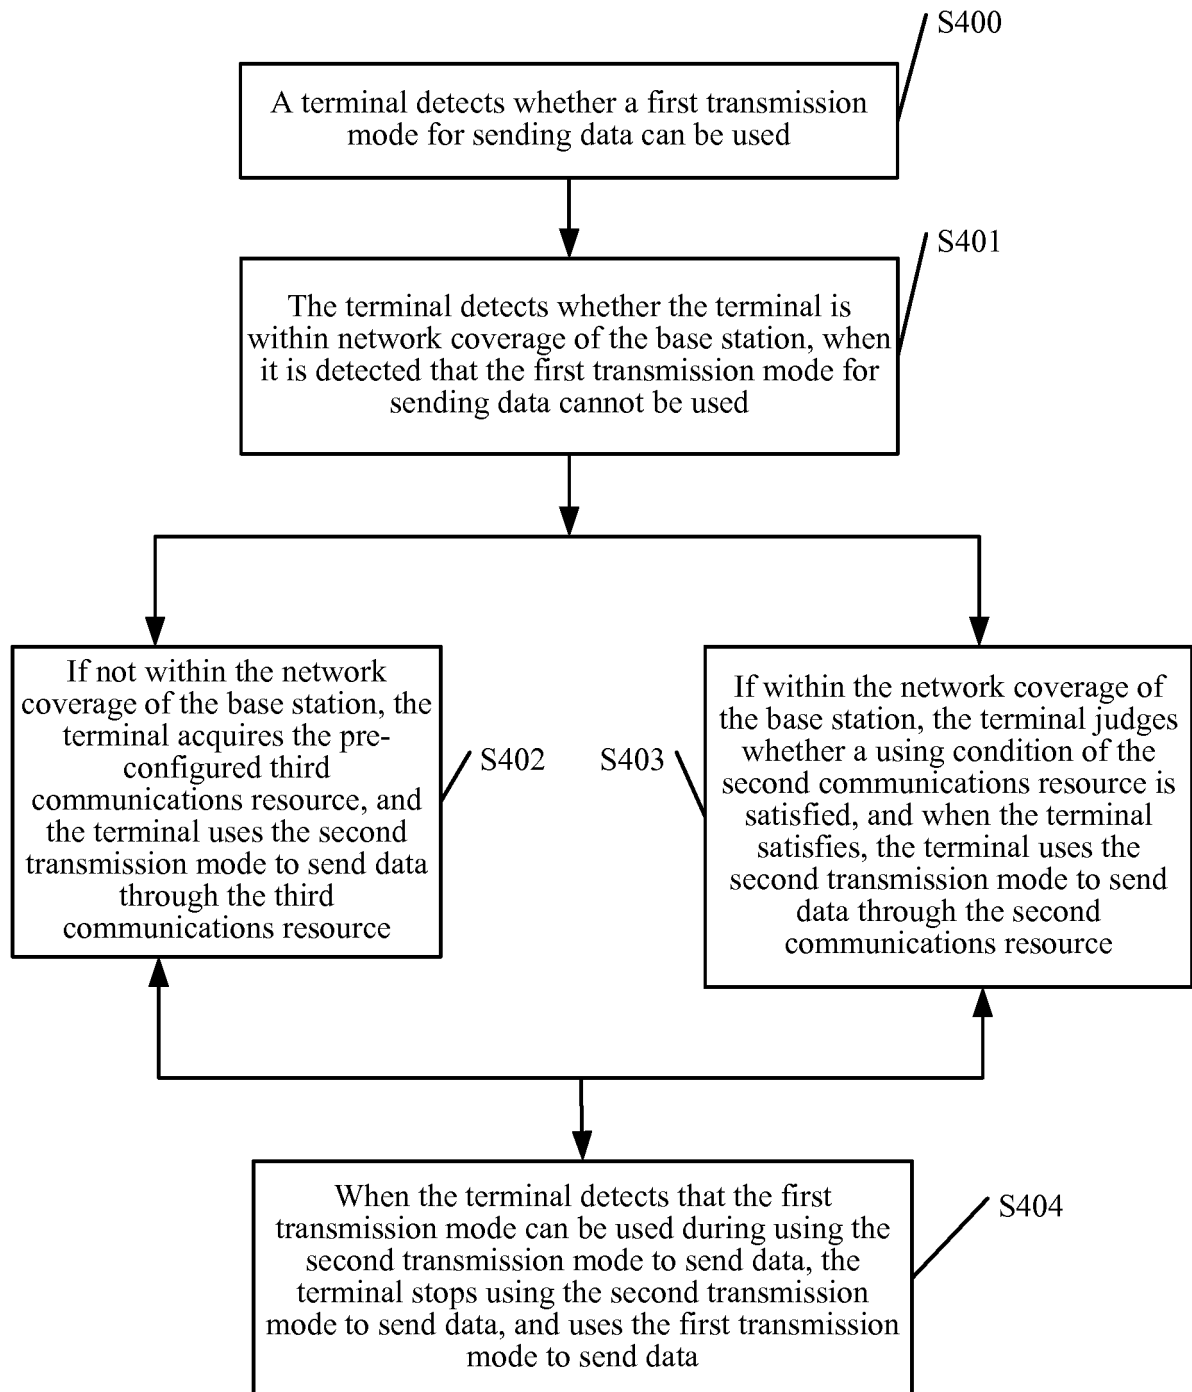 S400
A terminal detects whether a first transmission
mode for sending data can be used
S401
The terminal detects whether the terminal is
within network coverage of the base station, when
it is detected that the first transmission mode for
sending data cannot be used
If not within the network
coverage of the base station, the
terminal acquires the pre-
configured third
communications resource, and
the terminal uses the second
transmission mode to send data
through the third
communications resource
S402
S403
If within the network coverage of
the base station, the terminal judges
whether a using condition of the
second communications resource is
satisfied, and when the terminal
satisfies, the terminal uses the
second transmission mode to send
data through the second
communications resource
When the terminal detects that the first
transmission mode can be used during using the
second transmission mode to send data, the
terminal stops using the second transmission
mode to send data, and uses the first transmission
mode to send data
S404